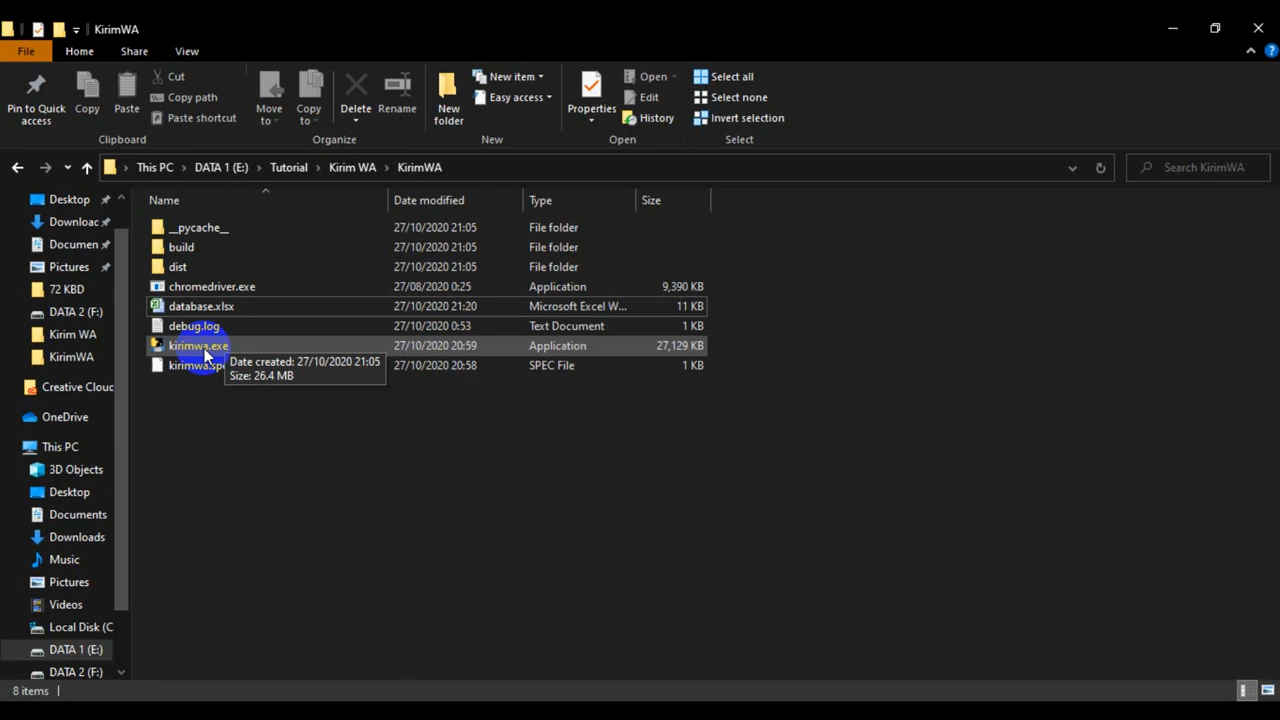 KirimWA
File
Home
Share
View
Pin to Quick access
Copy
Paste
Cut
Copy path
Paste shortcut
Clipboard
Move to
Copy to
Delete
Rename
Organize
New folder
New item
Easy access
New
Properties
Open
Edit
History
Open
Select all
Select none
Invert selection
Select
This PC
DATA 1 (E:)
Tutorial
Kirim WA
KirimWA
Search KirimWA
Desktop
Downloac
Documen
Pictures
72 KBD
DATA 2 (F:)
Kirim WA
KirimWA
Creative Cloud
OneDrive
This PC
3D Objects
Desktop
Documents
Downloads
Music
Pictures
Videos
Local Disk (C
DATA 1 (E:)
DATA 2 (F:)
Name Date modified Type Size
__pycache__ 27/10/2020 21:05 File folder
build 27/10/2020 21:05 File folder
dist 27/10/2020 21:05 File folder
chromedriver.exe 27/08/2020 0:25 Application 9,390 KB
database.xlsx 27/10/2020 21:20 Microsoft Excel W... 11 KB
debug.log 27/10/2020 0:53 Text Document 1 KB
kirimwa.exe 27/10/2020 20:59 Application 27,129 KB
kirimwa.spe 27/10/2020 20:58 SPEC File 1 KB
Date created: 27/10/2020 21:05
Size: 26.4 MB
8 items